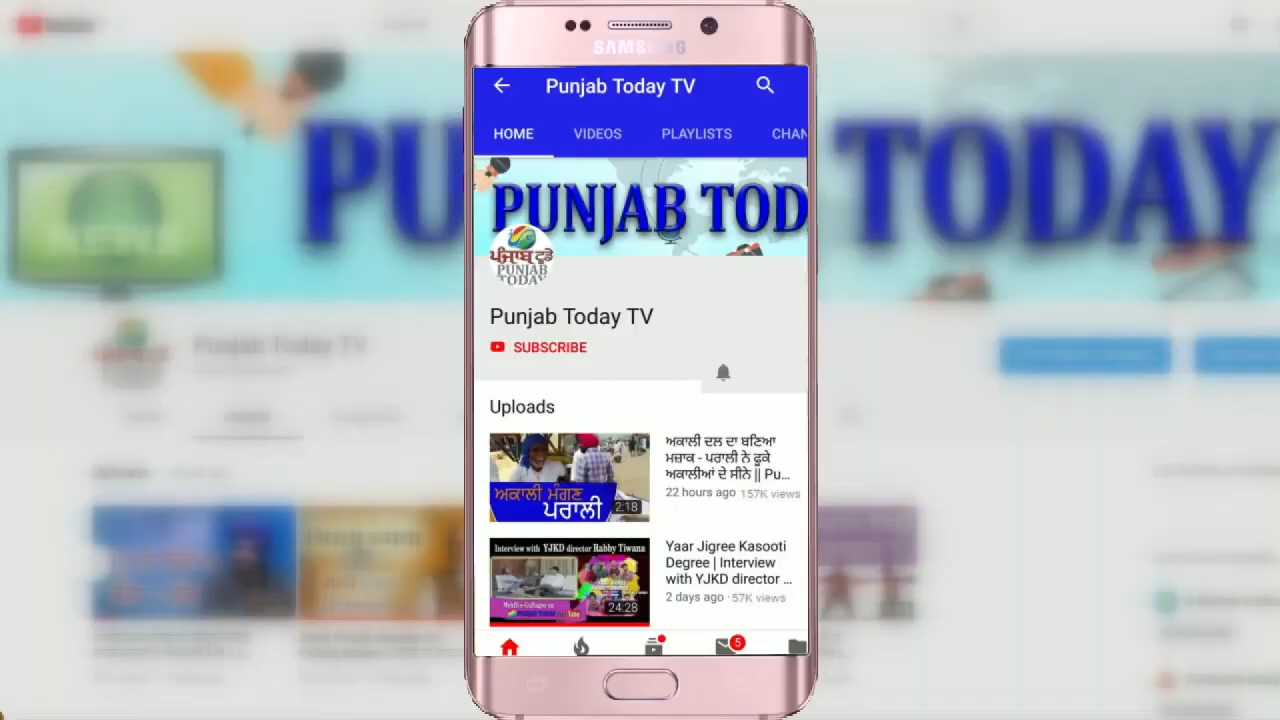 SAMSUNG
Punjab Today TV
HOME VIDEOS PLAYLISTS CHAN
PUNJAB TOD
PU TODAY
ਪੰਜਾਬ ਟੂਡੇ
PUNJAB
TODAY
Punjab Today TV
SUBSCRIBE
Uploads
ਅਕਾਲੀ ਮੰਗਣ
ਪਰਾਲੀ
2:18
ਅਕਾਲੀ ਦਲ ਦਾ ਬਣਿਆ
ਮਜ਼ਾਕ - ਪਰਾਲੀ ਨੇ ਫੂਕੇ
ਅਕਾਲੀਆਂ ਦੇ ਸੀਨੇ || Pu...
22 hours ago 157K views
Interview with YJKD director Rabby Tiwana
24:28
Yaar Jigree Kasooti
Degree | Interview
with YJKD director ...
2 days ago · 57K views
5